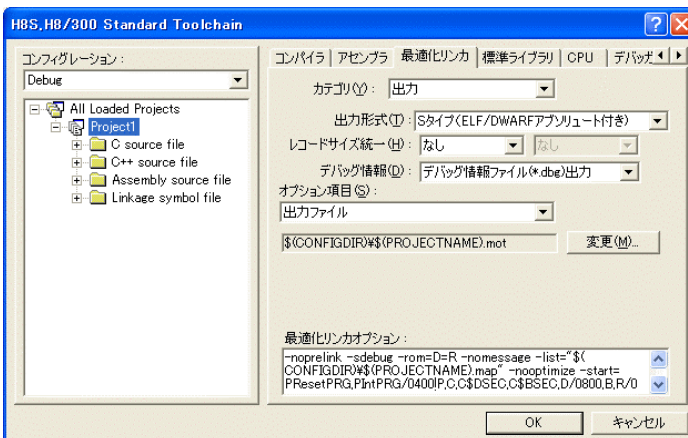 H8S,H8/300 Standard Toolchain
コンフィグレーション :
Debug
All Loaded Projects
Project1
C source file
C++ source file
Assembly source file
Linkage symbol file
コンパイラ アセンブラ 最適化リンカ 標準ライブラリ CPU デバッガ
カテゴリ(Y) : 出力
出力形式(T) : Sタイプ(ELF/DWARFアブソリュート付き)
レコードサイズ統一(H) : なし なし
デバッグ情報(D) : デバッグ情報ファイル(*.dbg)出力
オプション項目(S) :
出力ファイル
$(CONFIGDIR)¥$(PROJECTNAME).mot 変更(M)...
最適化リンカオプション :
-noprelink -sdebug -rom=D=R -nomessage -list="$(
CONFIGDIR)¥$(PROJECTNAME).map" -nooptimize -start=
PResetPRG,PIntPRG/0400|P,C,C$DSEC,C$BSEC,D/0800,B,R/0
OK キャンセル